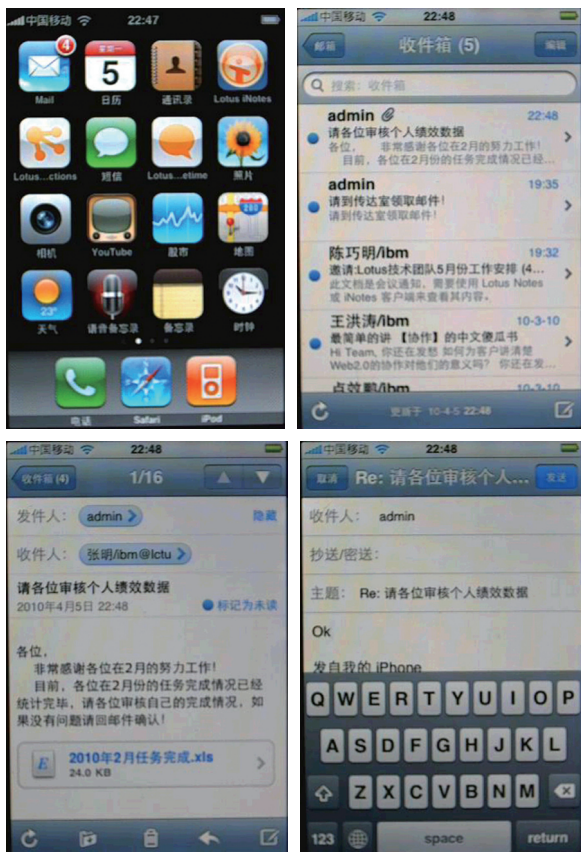 中国移动 22:47
4
星期一
5
Mail 日历 通讯录 Lotus iNotes
Lotus...ctions 短信 Lotus...etime 照片
280
相机 YouTube 股市 地图
23°
天气 语音备忘录 备忘录 时钟
电话 Safari iPod
中国移动 22:48
邮箱 收件箱 (5) 编辑
搜索: 收件箱
admin 22:48
请各位审核个人绩效数据
各位, 非常感谢各位在2月的努力工作!
目前, 各位在2月份的任务完成情况已经...
admin 19:35
请到传达室领取邮件!
请到传达室领取邮件!
陈巧明/ibm 19:32
邀请:Lotus技术团队5月份工作安排 (4...
此文档是会议通知, 需要使用 Lotus Notes
或 iNotes 客户端来查看其内容。
王洪涛/ibm 10-3-10
最简单的讲 【协作】的中文傻瓜书
Hi Team, 你还在发愁 如何为客户讲清楚
Web2.0的协作对他们的意义吗? 你还在发...
点效鹏/ibm 10-3-10
更新于 10-4-5 22:48
中国移动 22:48
收件箱 (4) 1/16
发件人: admin 隐藏
收件人: 张明/ibm@lctu
请各位审核个人绩效数据
2010年4月5日 22:48 标记为未读
各位,
非常感谢各位在2月的努力工作!
目前, 各位在2月份的任务完成情况已经
统计完毕, 请各位审核自己的完成情况, 如
果没有问题请回邮件确认!
E 2010年2月任务完成.xls
24.0 KB
中国移动 22:48
取消 Re: 请各位审核个人... 发送
收件人: admin
抄送/密送:
主题: Re: 请各位审核个人绩效数据
Ok
发自我的 iPhone
Q W E R T Y U I O P
A S D F G H J K L
Z X C V B N M
123 space return